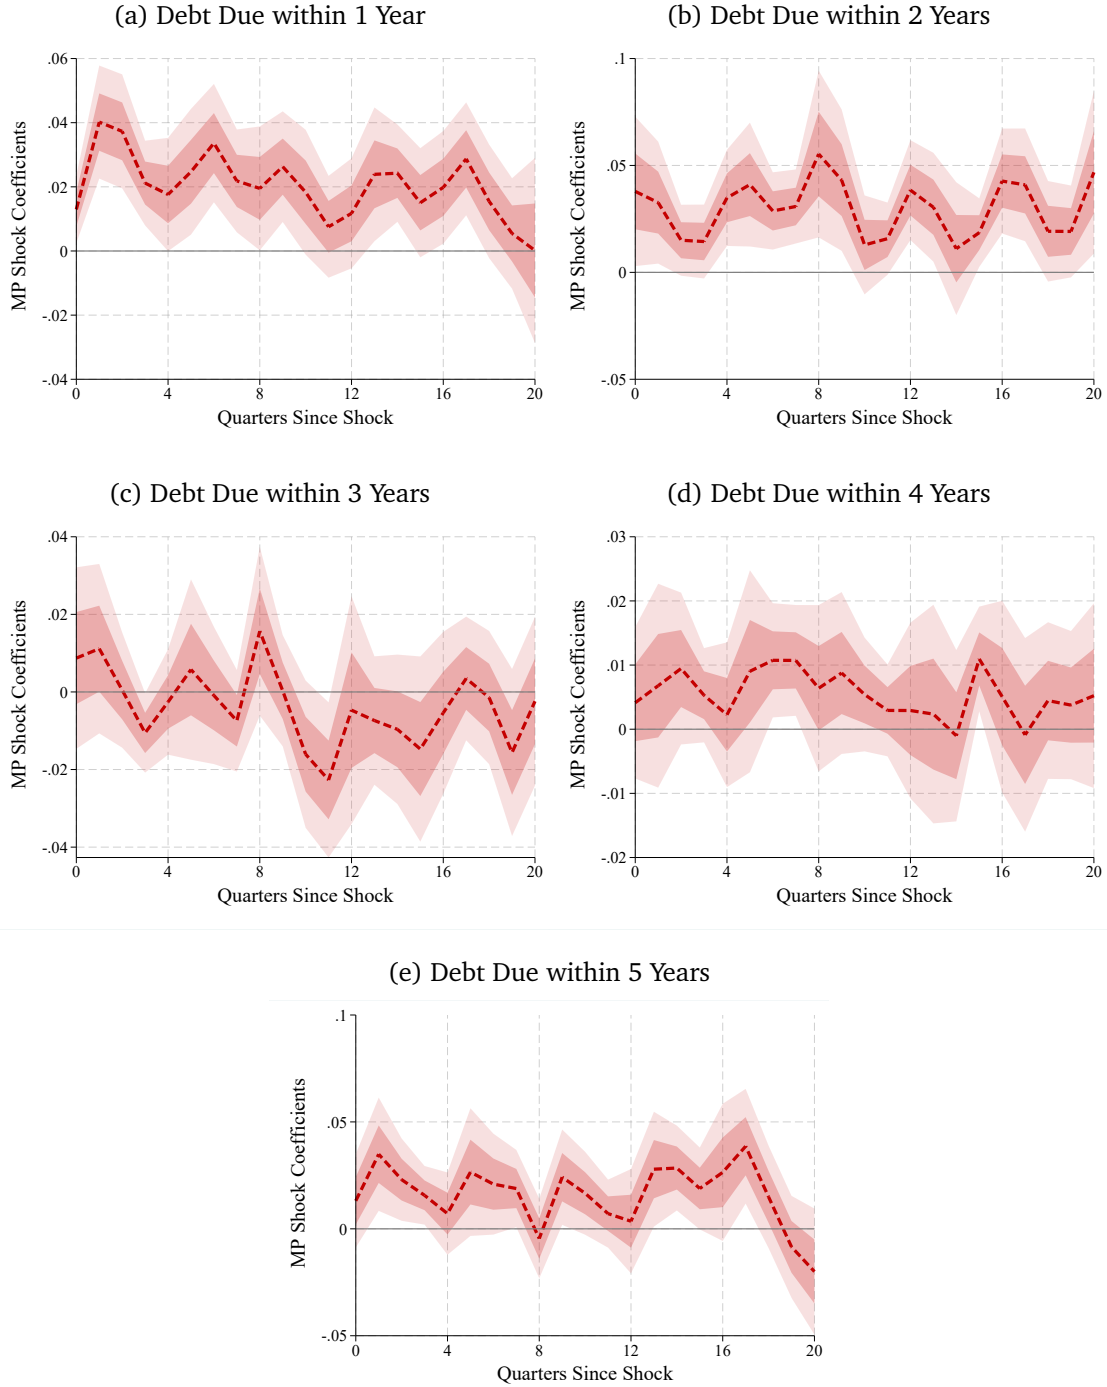 (a) Debt Due within 1 Year
MP Shock Coefficients
.06
.04
.02
0
-.02
-.04
0 4 8 12 16 20
Quarters Since Shock
(b) Debt Due within 2 Years
MP Shock Coefficients
.1
.05
0
-.05
0 4 8 12 16 20
Quarters Since Shock
(c) Debt Due within 3 Years
MP Shock Coefficients
.04
.02
0
-.02
-.04
0 4 8 12 16 20
Quarters Since Shock
(d) Debt Due within 4 Years
MP Shock Coefficients
.03
.02
.01
0
-.01
-.02
0 4 8 12 16 20
Quarters Since Shock
(e) Debt Due within 5 Years
MP Shock Coefficients
.1
.05
0
-.05
0 4 8 12 16 20
Quarters Since Shock